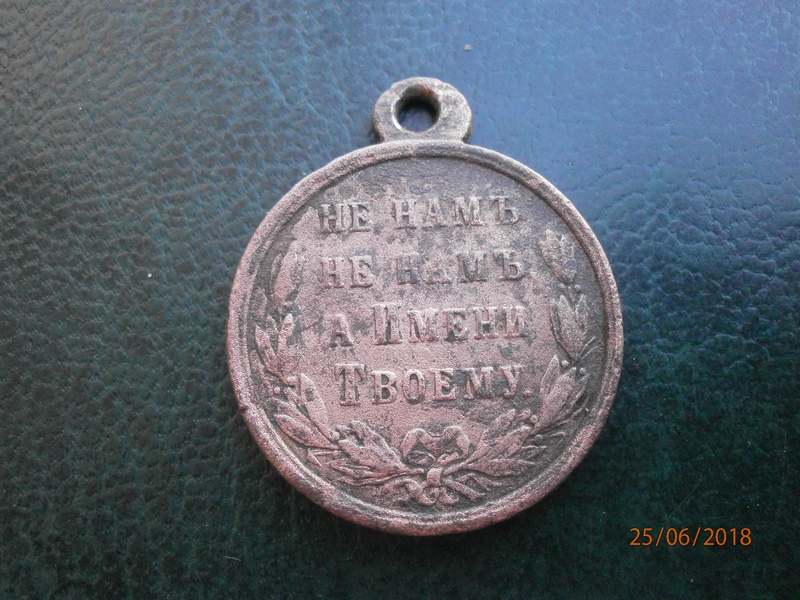 НЕ НАМЪ
НЕ НАМЪ
А ИМЕНИ
ТВОЕМУ.
25/06/2018